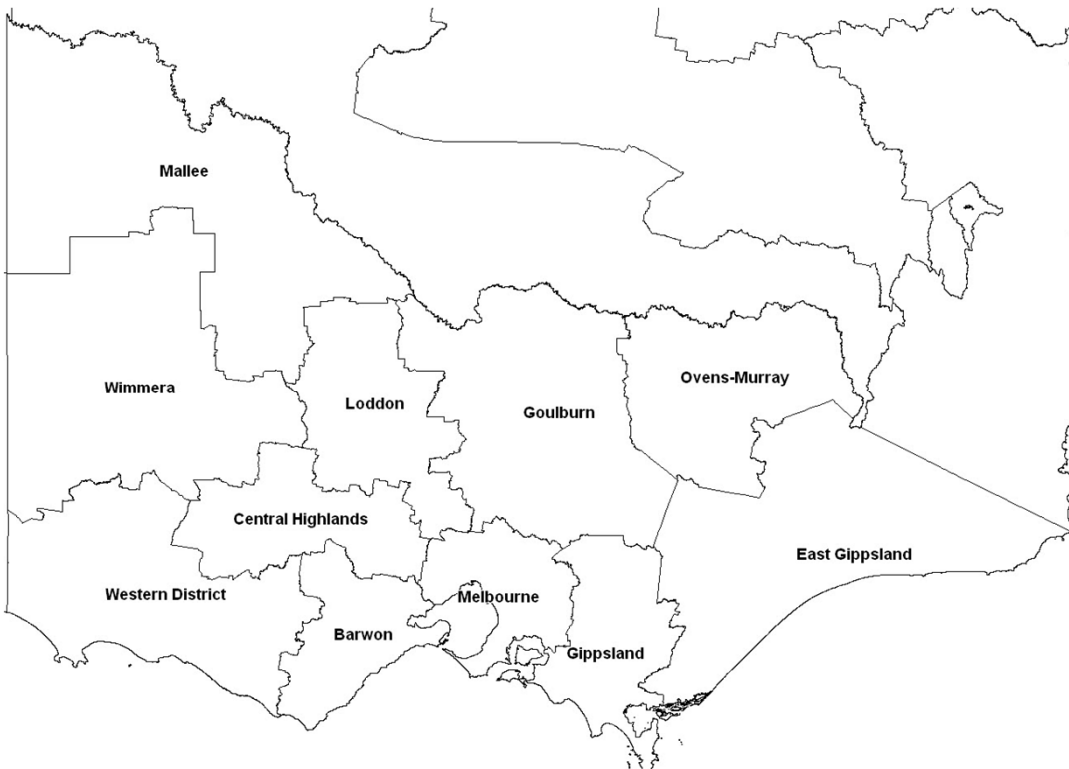 Mallee
Wimmera
Loddon
Goulburn
Ovens-Murray
Central Highlands
East Gippsland
Western District
Melbourne
Barwon
Gippsland